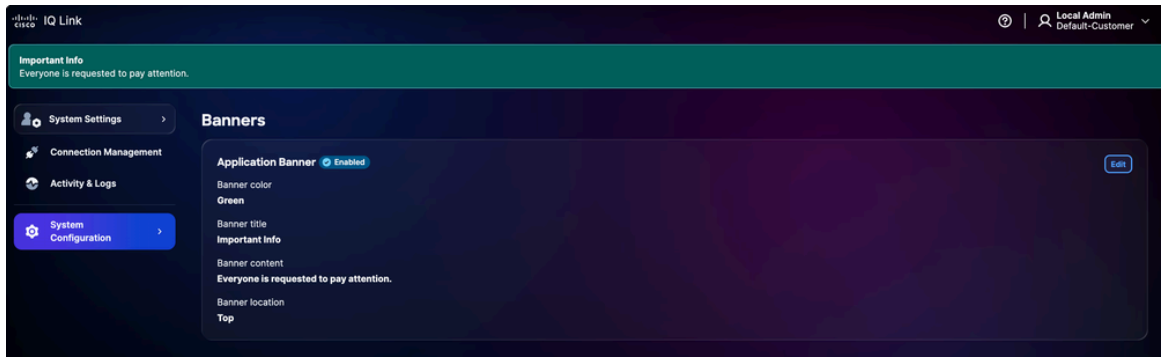 cisco IQ Link
Local Admin
Default-Customer
Important Info
Everyone is requested to pay attention.
System Settings
Connection Management
Activity & Logs
System
Configuration
Banners
Application Banner Enabled
Edit
Banner color
Green
Banner title
Important Info
Banner content
Everyone is requested to pay attention.
Banner location
Top